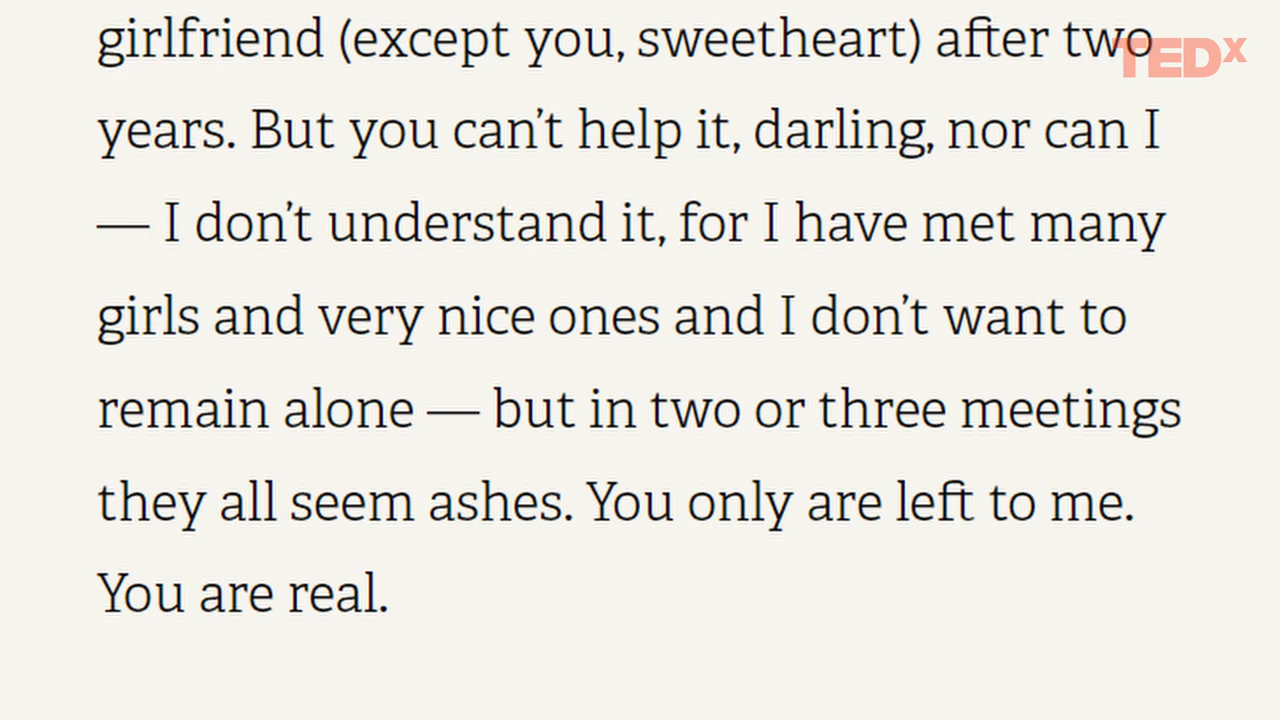 girlfriend (except you, sweetheart) after two
TEDx
years. But you can’t help it, darling, nor can I
— I don’t understand it, for I have met many
girls and very nice ones and I don’t want to
remain alone — but in two or three meetings
they all seem ashes. You only are left to me.
You are real.